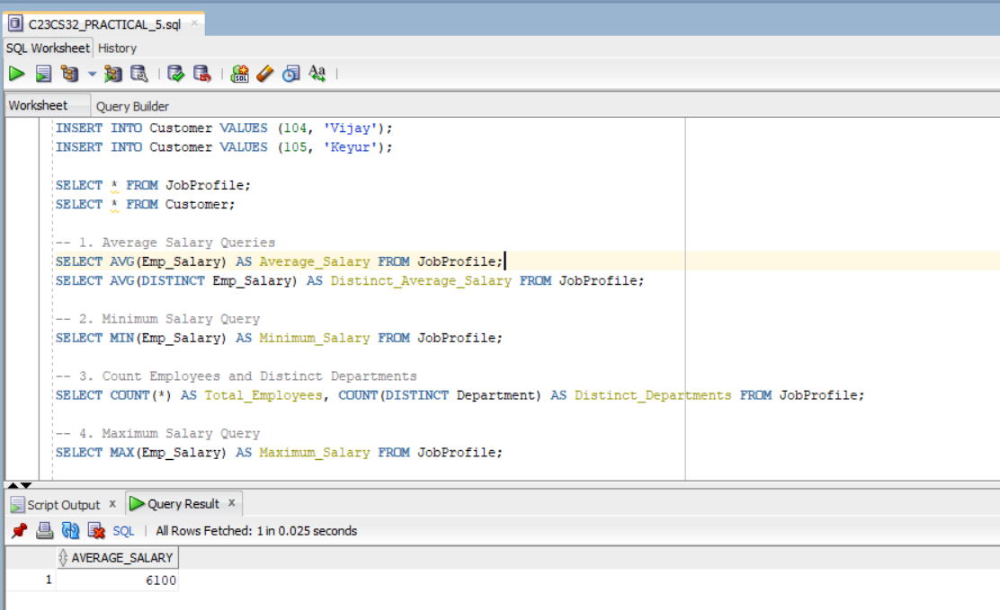 C23CS32_PRACTICAL_5.sql ×
SQL Worksheet History
SQL
Aa
Worksheet Query Builder
INSERT INTO Customer VALUES (104, 'Vijay');
INSERT INTO Customer VALUES (105, 'Keyur');
SELECT * FROM JobProfile;
SELECT * FROM Customer;
-- 1. Average Salary Queries
SELECT AVG(Emp_Salary) AS Average_Salary FROM JobProfile;
SELECT AVG(DISTINCT Emp_Salary) AS Distinct_Average_Salary FROM JobProfile;
-- 2. Minimum Salary Query
SELECT MIN(Emp_Salary) AS Minimum_Salary FROM JobProfile;
-- 3. Count Employees and Distinct Departments
SELECT COUNT(*) AS Total_Employees, COUNT(DISTINCT Department) AS Distinct_Departments FROM JobProfile;
-- 4. Maximum Salary Query
SELECT MAX(Emp_Salary) AS Maximum_Salary FROM JobProfile;
Script Output × Query Result ×
SQL | All Rows Fetched: 1 in 0.025 seconds
AVERAGE_SALARY
1 6100